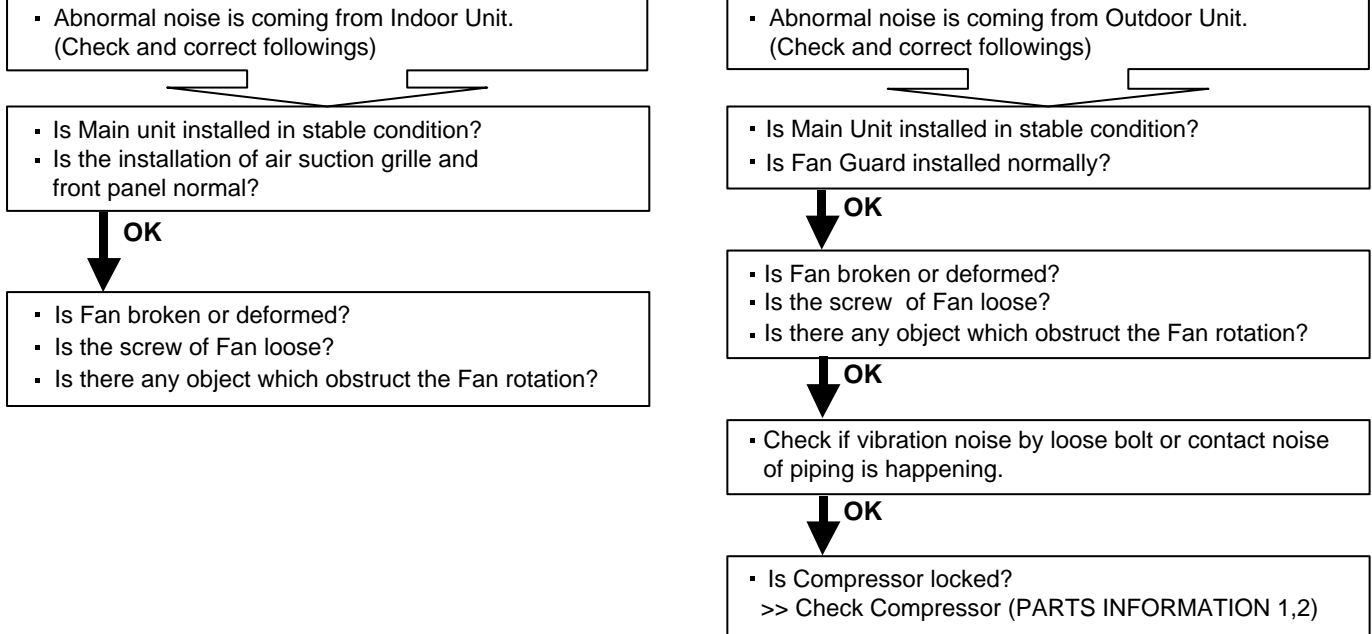 ▪ Abnormal noise is coming from Indoor Unit.
(Check and correct followings)
▪ Is Main unit installed in stable condition?
▪ Is the installation of air suction grille and
front panel normal?
OK
▪ Is Fan broken or deformed?
▪ Is the screw of Fan loose?
▪ Is there any object which obstruct the Fan rotation?
▪ Abnormal noise is coming from Outdoor Unit.
(Check and correct followings)
▪ Is Main Unit installed in stable condition?
▪ Is Fan Guard installed normally?
OK
▪ Is Fan broken or deformed?
▪ Is the screw of Fan loose?
▪ Is there any object which obstruct the Fan rotation?
OK
▪ Check if vibration noise by loose bolt or contact noise
of piping is happening.
OK
▪ Is Compressor locked?
>> Check Compressor (PARTS INFORMATION 1,2)